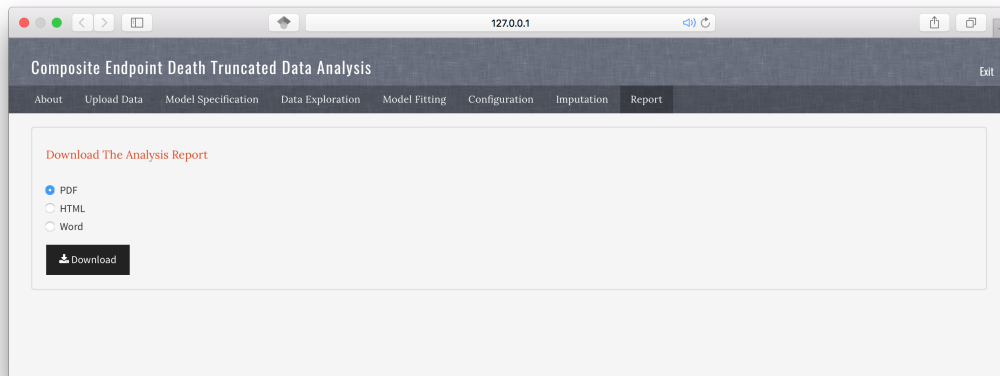 127.0.0.1
Composite Endpoint Death Truncated Data Analysis
Exit
About Upload Data Model Specification Data Exploration Model Fitting Configuration Imputation Report
Download The Analysis Report
PDF
HTML
Word
Download